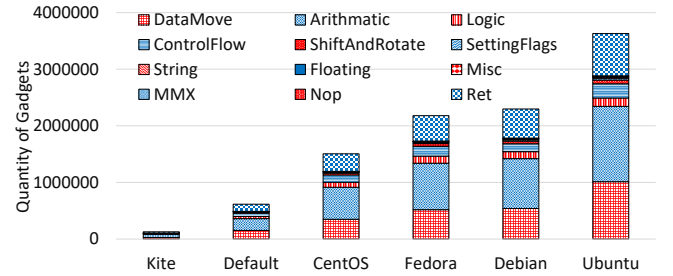 4000000
DataMove Arithmatic Logic
ControlFlow ShiftAndRotate SettingFlags
3000000
String Floating Misc
MMX Nop Ret
2000000
1000000
0
Quantity of Gadgets
Kite Default CentOS Fedora Debian Ubuntu